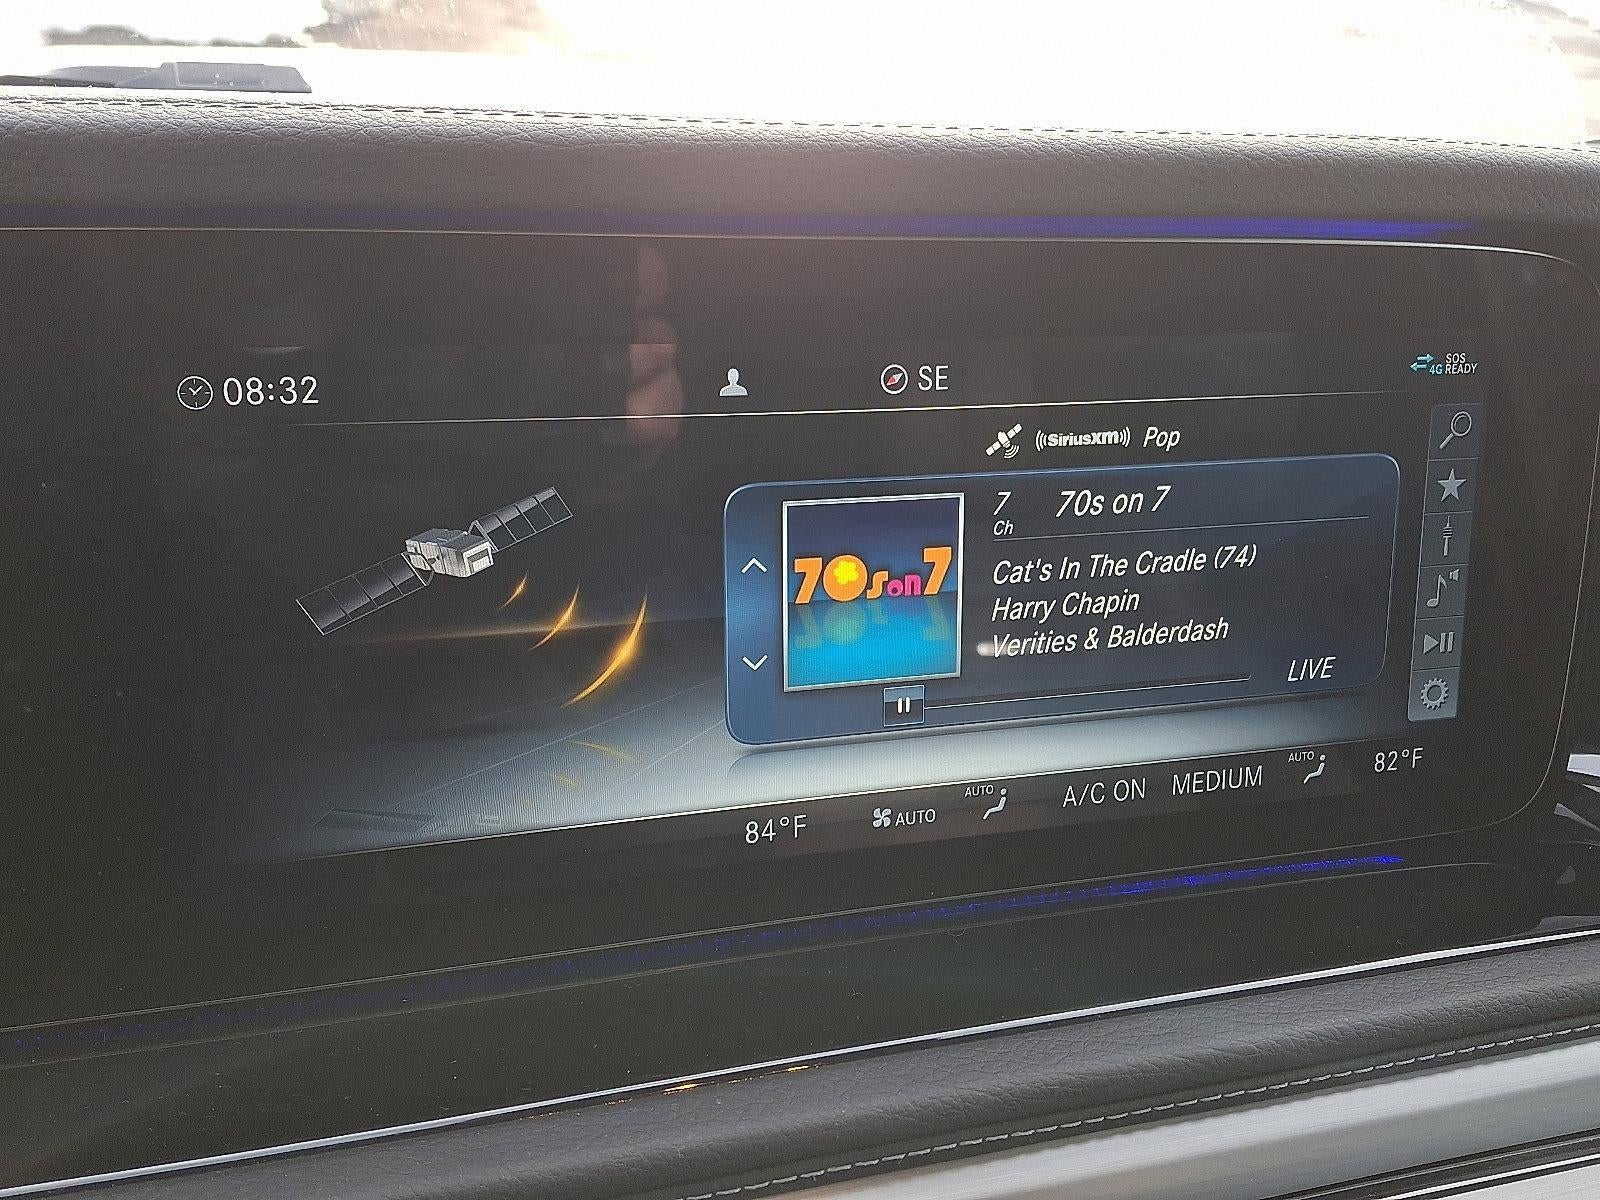 08:32
SE
SOS
4G READY
((SiriusXM)) Pop
7 70s on 7
Ch
70s on 7
Cat's In The Cradle (74)
Harry Chapin
Verities & Balderdash
LIVE
84°F AUTO AUTO A/C ON MEDIUM AUTO 82°F